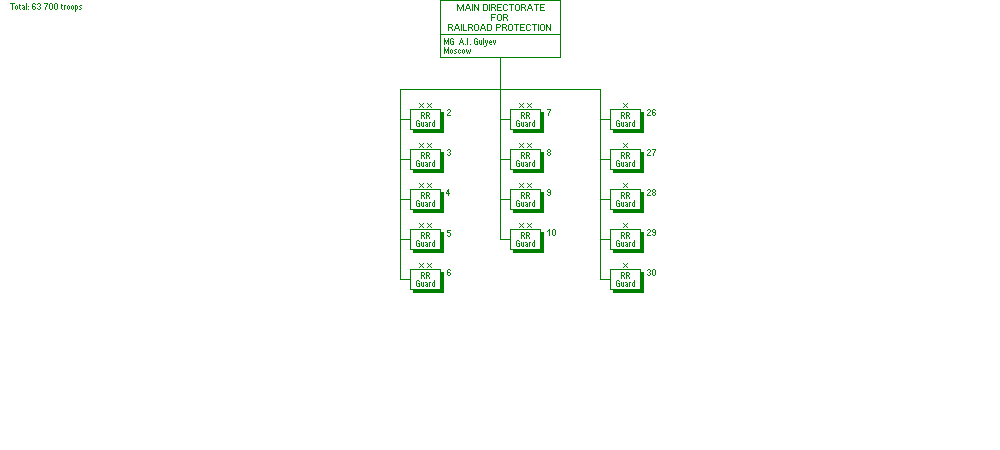 Total: 63 700 troops
MAIN DIRECTORATE
FOR
RAILROAD PROTECTION
MG A.I. Gulyev
Moscow
XX
RR
Guard
2
XX
RR
Guard
3
XX
RR
Guard
4
XX
RR
Guard
5
XX
RR
Guard
6
XX
RR
Guard
7
XX
RR
Guard
8
XX
RR
Guard
9
XX
RR
Guard
10
X
RR
Guard
26
X
RR
Guard
27
X
RR
Guard
28
X
RR
Guard
29
X
RR
Guard
30